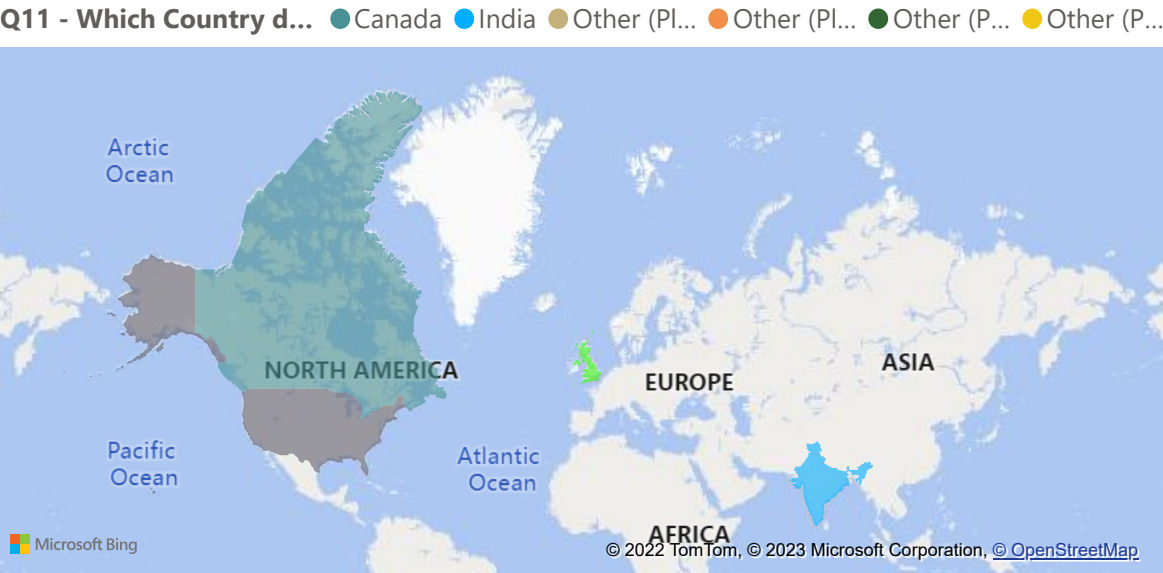 Q11 - Which Country d... Canada India Other (Pl... Other (Pl... Other (P... Other (P...
Arctic
Ocean
NORTH AMERICA
ASIA
EUROPE
Pacific
Ocean
Atlantic
Ocean
AFRICA
Microsoft Bing
© 2022 TomTom, © 2023 Microsoft Corporation, © OpenStreetMap